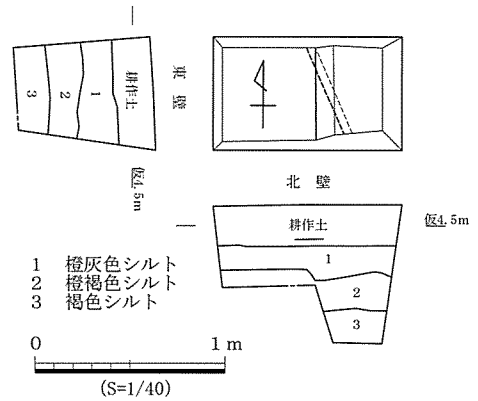 耕作土
1
2
3
東 壁
仮4.5m
北 壁
耕作土
仮4.5m
1
2
3
1 橙灰色シルト
2 橙褐色シルト
3 褐色シルト
0 1m
(S=1/40)